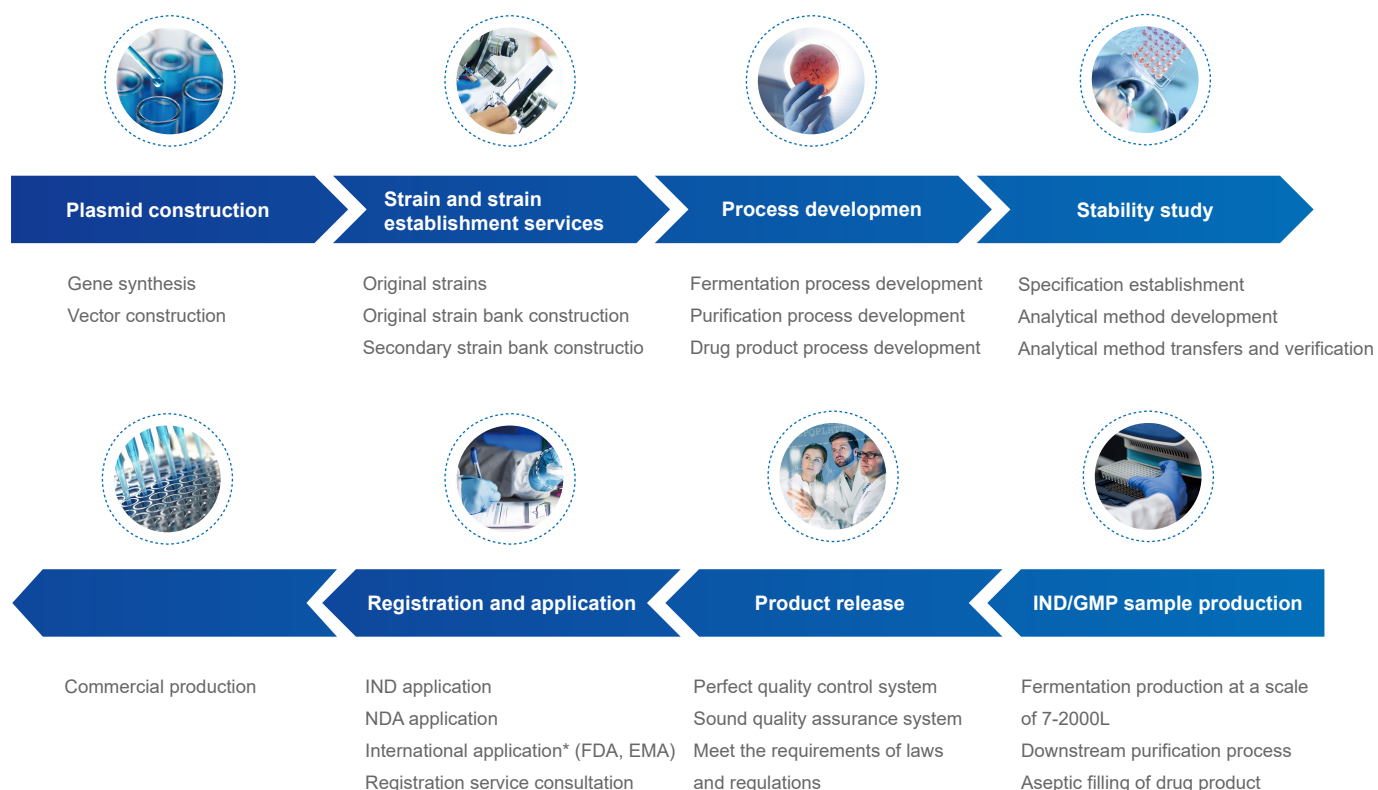 Plasmid construction
Strain and strain
establishment services
Process developmen
Stability study
Gene synthesis
Vector construction
Original strains
Original strain bank construction
Secondary strain bank constructio
Fermentation process development
Purification process development
Drug product process development
Specification establishment
Analytical method development
Analytical method transfers and verification
Registration and application
Product release
IND/GMP sample production
Commercial production
IND application
NDA application
International application* (FDA, EMA)
Registration service consultation
Perfect quality control system
Sound quality assurance system
Meet the requirements of laws
and regulations
Fermentation production at a scale
of 7-2000L
Downstream purification process
Aseptic filling of drug product